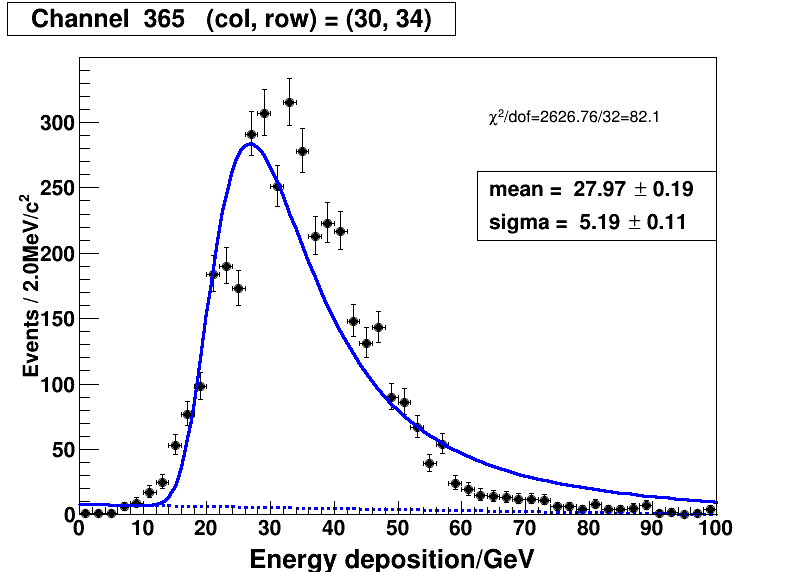 Channel 365 (col, row) = (30, 34)
χ²/dof=2626.76/32=82.1
mean = 27.97 ± 0.19
sigma = 5.19 ± 0.11
Events / 2.0MeV/c²
300
250
200
150
100
50
0
0 10 20 30 40 50 60 70 80 90 100
Energy deposition/GeV